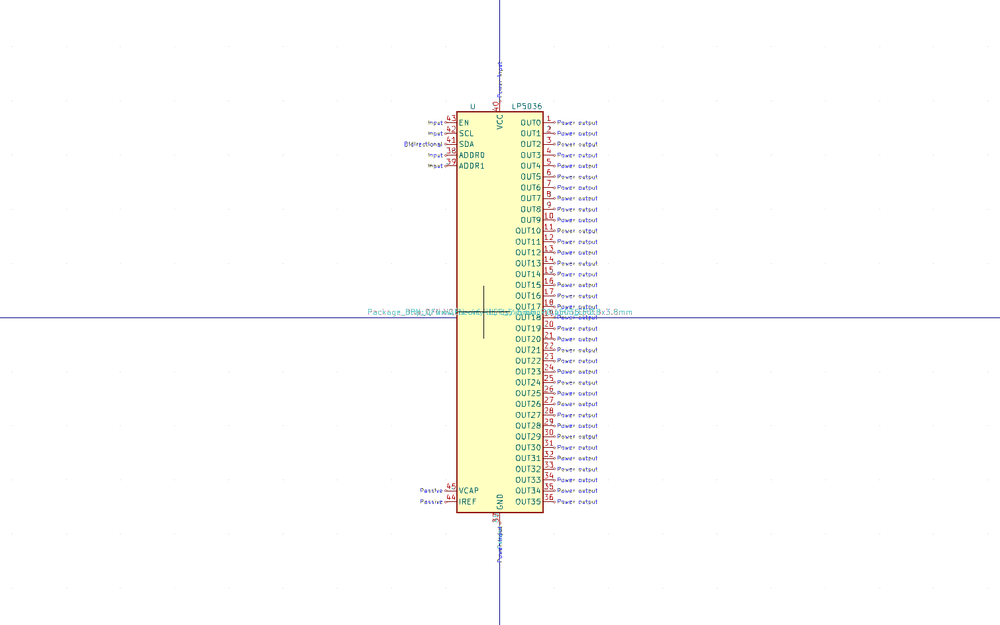 Power input
U LP5036
40
VCC
Input 43 EN OUT0 1 Power output
Input 42 SCL OUT1 2 Power output
Bidirectional 41 SDA OUT2 3 Power output
Input 38 ADDR0 OUT3 4 Power output
Input 39 ADDR1 OUT4 5 Power output
OUT5 6 Power output
OUT6 7 Power output
OUT7 8 Power output
OUT8 9 Power output
OUT9 10 Power output
OUT10 11 Power output
OUT11 12 Power output
OUT12 13 Power output
OUT13 14 Power output
OUT14 15 Power output
OUT15 16 Power output
OUT16 17 Power output
OUT17 18 Power output
OUT18 Power output
OUT19 20 Power output
OUT20 21 Power output
OUT21 22 Power output
OUT22 23 Power output
OUT23 24 Power output
OUT24 25 Power output
OUT25 26 Power output
OUT26 27 Power output
OUT27 28 Power output
OUT28 29 Power output
OUT29 30 Power output
OUT30 31 Power output
OUT31 32 Power output
OUT32 33 Power output
OUT33 34 Power output
Passive 45 VCAP OUT34 35 Power output
Passive 44 IREF OUT35 36 Power output
GND
Power input